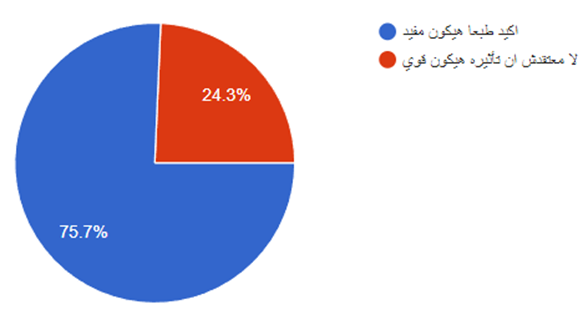 اكيد طبعا هيكون مفيد
لا معتقدش ان تأثيره هيكون قوي
24.3%
75.7%